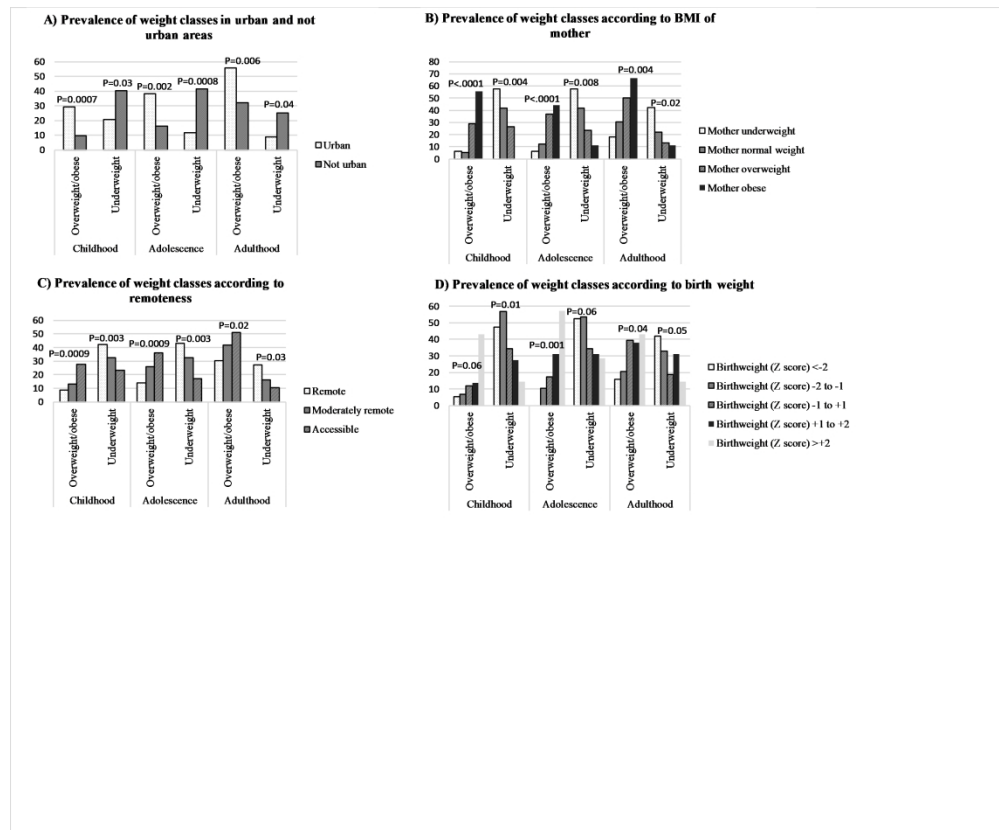 A) Prevalence of weight classes in urban and not
urban areas
60
50
40
30
20
10
0
P=0.0007
P=0.03
P=0.002
P=0.0008
P=0.006
P=0.04
Overweight/obese
Underweight
Overweight/obese
Underweight
Overweight/obese
Underweight
Childhood
Adolescence
Adulthood
Urban
Not urban
B) Prevalence of weight classes according to BMI of
mother
80
70
60
50
40
30
20
10
0
P<.0001
P=0.004
P<.0001
P=0.008
P=0.004
P=0.02
Overweight/obese
Underweight
Overweight/obese
Underweight
Overweight/obese
Underweight
Childhood
Adolescence
Adulthood
Mother underweight
Mother normal weight
Mother overweight
Mother obese
C) Prevalence of weight classes according to
remoteness
60
50
40
30
20
10
0
P=0.0009
P=0.003
P=0.0009
P=0.003
P=0.02
P=0.03
Overweight/obese
Underweight
Overweight/obese
Underweight
Overweight/obese
Underweight
Childhood
Adolescence
Adulthood
Remote
Moderately remote
Accessible
D) Prevalence of weight classes according to birth weight
60
50
40
30
20
10
0
P=0.06
P=0.01
P=0.001
P=0.06
P=0.04
P=0.05
Overweight/obese
Underweight
Overweight/obese
Underweight
Overweight/obese
Underweight
Childhood
Adolescence
Adulthood
Birthweight (Z score) <-2
Birthweight (Z score) -2 to -1
Birthweight (Z score) -1 to +1
Birthweight (Z score) +1 to +2
Birthweight (Z score) >+2